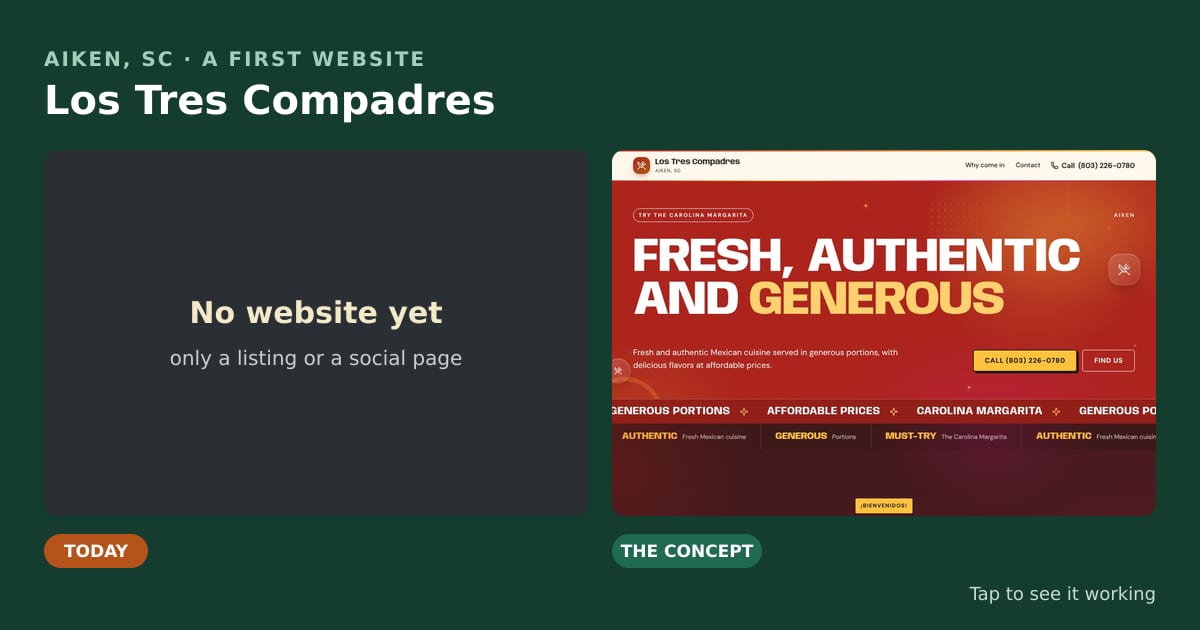 AIKEN, SC · A FIRST WEBSITE
Los Tres Compadres
No website yet
only a listing or a social page
TODAY
Los Tres Compadres
AIKEN, SC
Why come in
Contact
Call (803) 226-0780
TRY THE CAROLINA MARGARITA
AIKEN
FRESH, AUTHENTIC
AND GENEROUS
Fresh and authentic Mexican cuisine served in generous portions, with
delicious flavors at affordable prices.
CALL (803) 226-0780
FIND US
GENEROUS PORTIONS AFFORDABLE PRICES CAROLINA MARGARITA GENEROUS PO
AUTHENTIC Fresh Mexican cuisine GENEROUS Portions MUST-TRY The Carolina Margarita AUTHENTIC Fresh Mexican cuisin
¡BIENVENIDOS!
THE CONCEPT
Tap to see it working